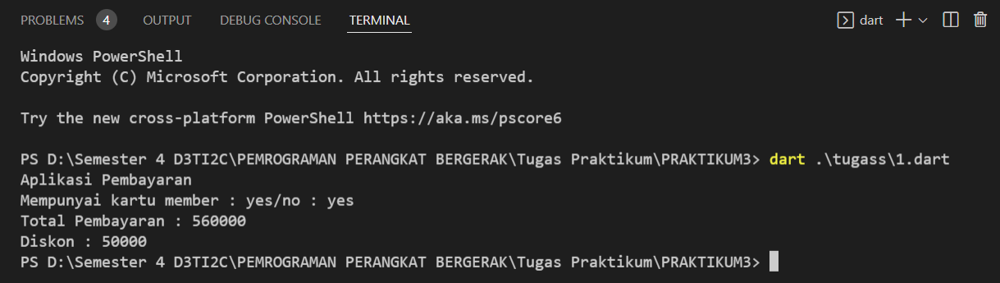 PROBLEMS 4 OUTPUT DEBUG CONSOLE TERMINAL dart
Windows PowerShell
Copyright (C) Microsoft Corporation. All rights reserved.
Try the new cross-platform PowerShell https://aka.ms/pscore6
PS D:\Semester 4 D3TI2C\PEMROGRAMAN PERANGKAT BERGERAK\Tugas Praktikum\PRAKTIKUM3> dart .\tugass\1.dart
Aplikasi Pembayaran
Mempunyai kartu member : yes/no : yes
Total Pembayaran : 560000
Diskon : 50000
PS D:\Semester 4 D3TI2C\PEMROGRAMAN PERANGKAT BERGERAK\Tugas Praktikum\PRAKTIKUM3>